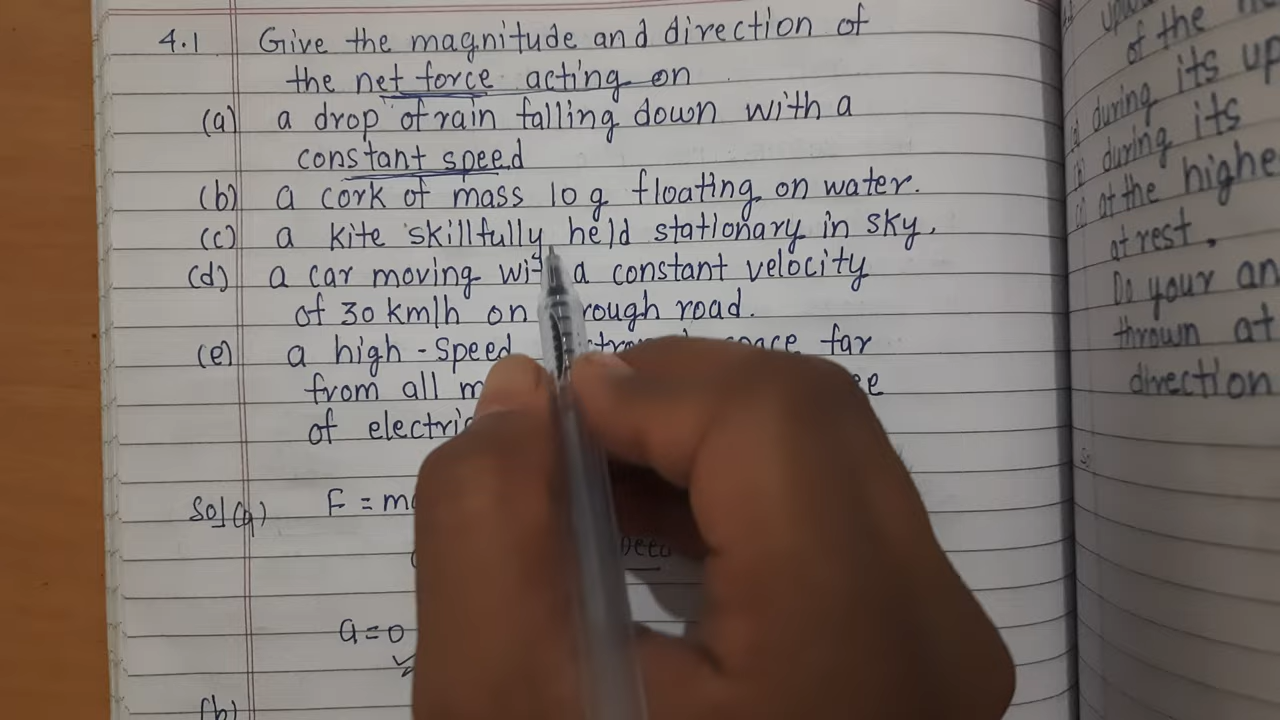 4.1 Give the magnitude and direction of
the net force acting on
(a) a drop of rain falling down with a
constant speed
(b) a cork of mass 10 g floating on water.
(c) a kite skillfully held stationary in sky.
(d) a car moving a constant velocity
of 30 km/h on rough road.
(e) a high-speed space far
from all
of
Sol(a) F =
a=0
(b)
of the
during its up
during its
at the highe
at rest.
Do your an
thrown at
direction